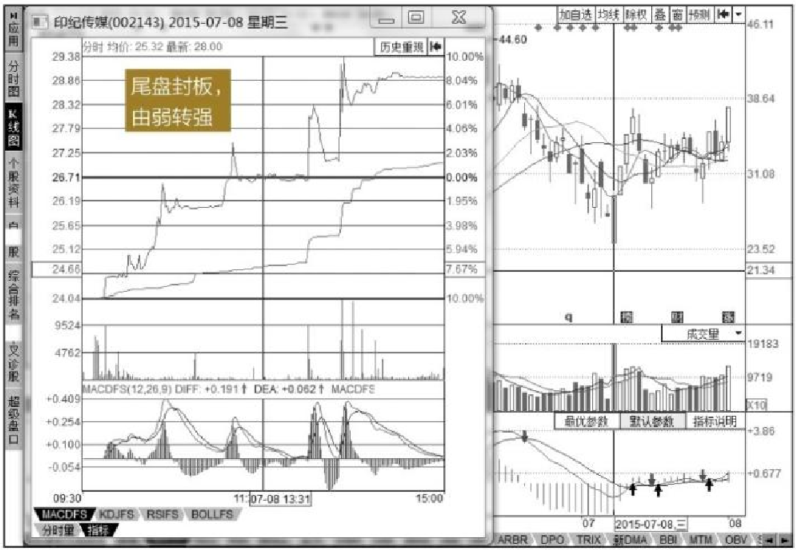 应用
分时图
K线图
个股资料
自
股
综合排名
叉诊股
超级盘口
印纪传媒(002143) 2015-07-08 星期三
分时 均价: 25.32 最新: 28.00
历史重现
尾盘封板，
由弱转强
29.38
28.86
28.32
27.79
27.25
26.71
26.19
25.65
25.12
24.66
24.04
9524
4762
10.00%
8.04%
6.01%
4.06%
2.03%
0.00%
1.95%
3.98%
5.94%
7.67%
10.00%
MACDFS(12,26,9) DIFF: +0.191↑ DEA: +0.062↑ MACDFS
+0.409
+0.254
+0.100
-0.054
09:30
11:
07-08 13:31
15:00
MACDFS KDJFS RSIFS BOLLFS
分时量 指标
加自选 均线 除权 叠 窗 预测
44.60
46.11
38.64
31.08
23.52
21.34
q
成交量
19183
9719
X10
最优参数 默认参数 指标说明
+3.86
+0.677
07
2015-07-08,三
08
ARBR DPO TRIX 新DMA BBI MTM OBV S